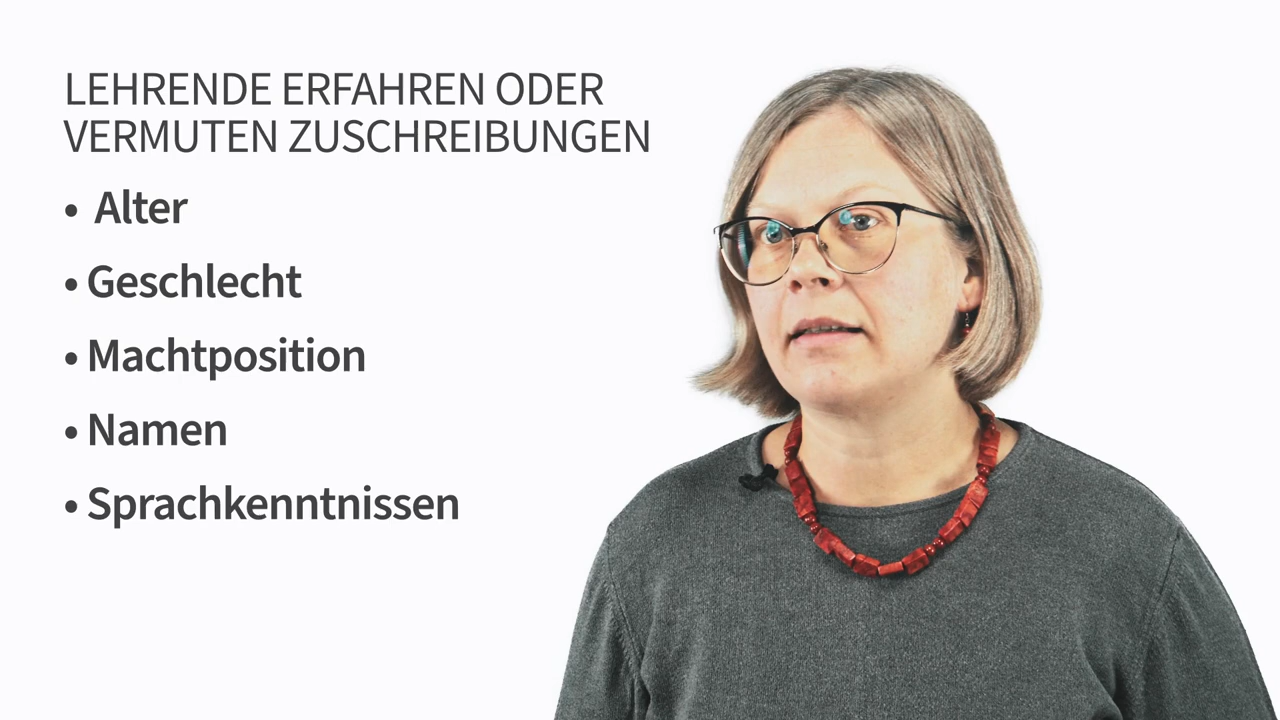 LEHRENDE ERFAHREN ODER
VERMUTEN ZUSCHREIBUNGEN
• Alter
• Geschlecht
• Machtposition
• Namen
• Sprachkenntnissen